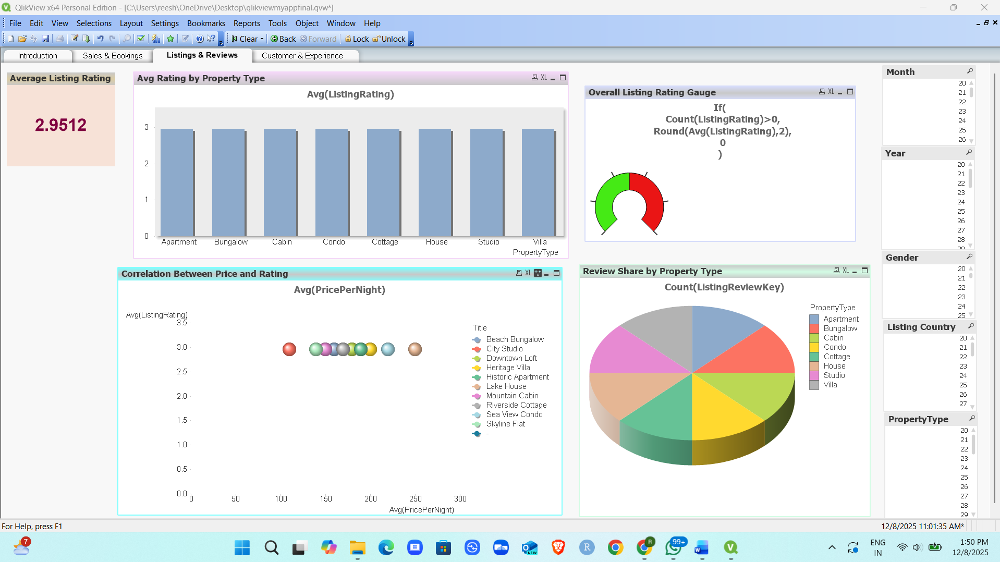 QlikView x64 Personal Edition - [C:\Users\reesh\OneDrive\Desktop\qlikviewmyappfinal.qvw*]
File Edit View Selections Layout Settings Bookmarks Reports Tools Object Window Help
Clear Back Forward Lock Unlock
Introduction Sales & Bookings Listings & Reviews Customer & Experience
Average Listing Rating
2.9512
Avg Rating by Property Type
XL
Avg(ListingRating)
3
2
1
0
Apartment Bungalow Cabin Condo Cottage House Studio Villa
PropertyType
Overall Listing Rating Gauge
XL
If(
Count(ListingRating)>0,
Round(Avg(ListingRating),2),
0
)
Correlation Between Price and Rating
XL
Avg(PricePerNight)
Avg(ListingRating)
3.5
3.0
2.5
2.0
1.5
1.0
0.5
0.0
0 50 100 150 200 250 300
Avg(PricePerNight)
Title
Beach Bungalow
City Studio
Downtown Loft
Heritage Villa
Historic Apartment
Lake House
Mountain Cabin
Riverside Cottage
Sea View Condo
Skyline Flat
-
Review Share by Property Type
XL
Count(ListingReviewKey)
PropertyType
Apartment
Bungalow
Cabin
Condo
Cottage
House
Studio
Villa
Month
20
21
22
23
24
25
26
Year
20
21
22
23
24
25
26
27
28
29
Gender
20
21
22
23
24
25
Listing Country
20
21
22
23
24
25
26
27
PropertyType
20
21
22
23
24
25
26
27
28
29
For Help, press F1
12/8/2025 11:01:35 AM*
7
NEW
R
R
99+
W
ENG
IN
1:50 PM
12/8/2025